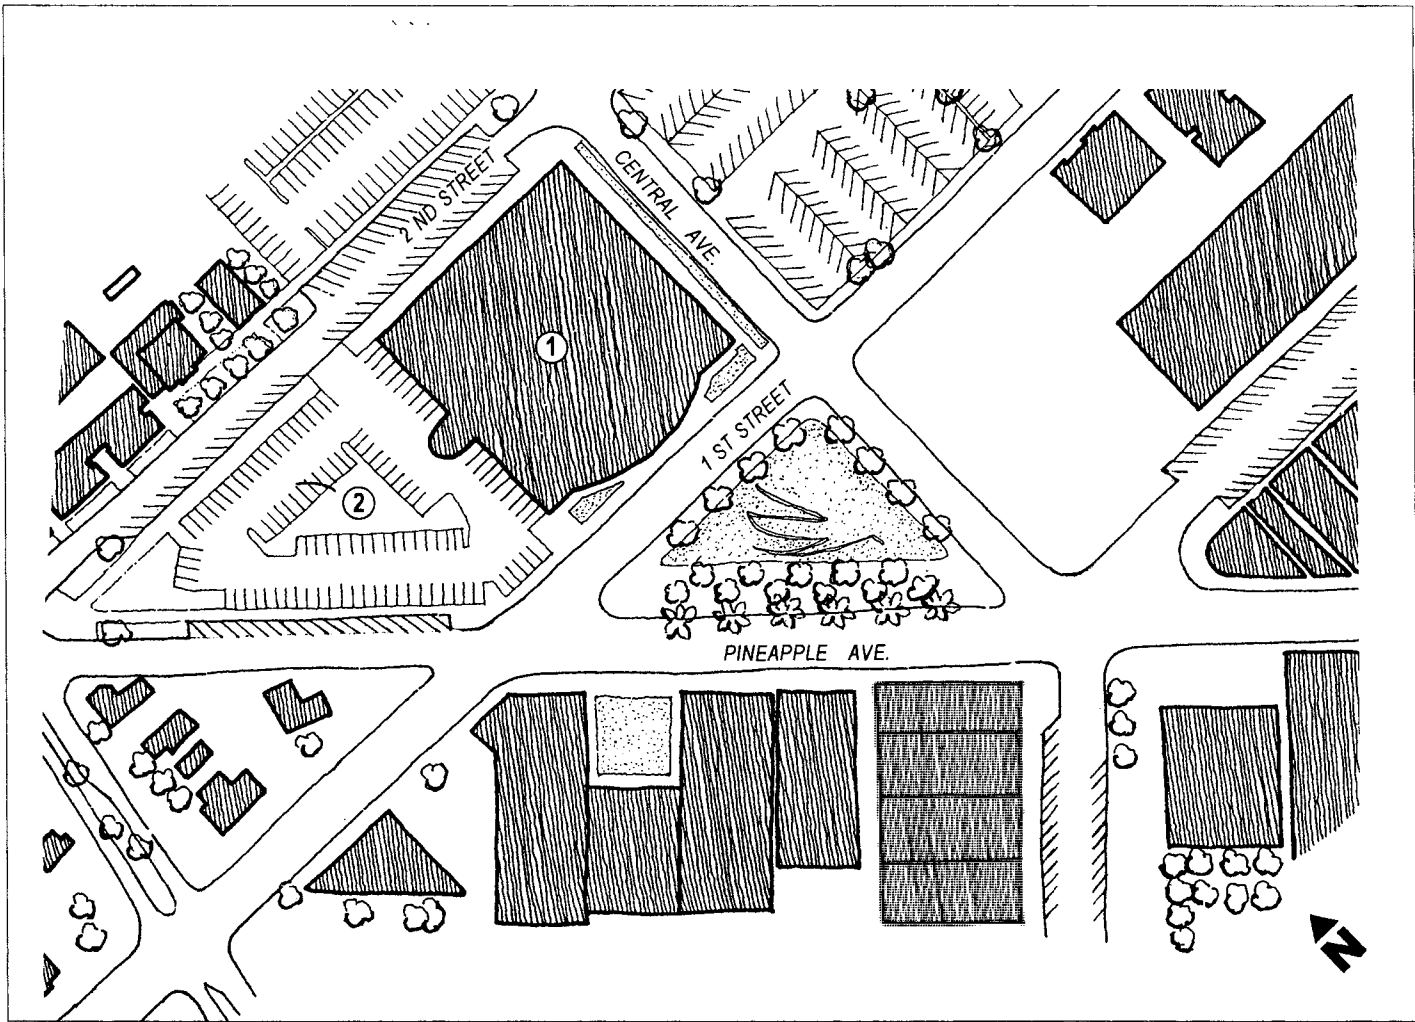 2 ND STREET
CENTRAL AVE.
1
1 ST STREET
2
PINEAPPLE AVE.
N